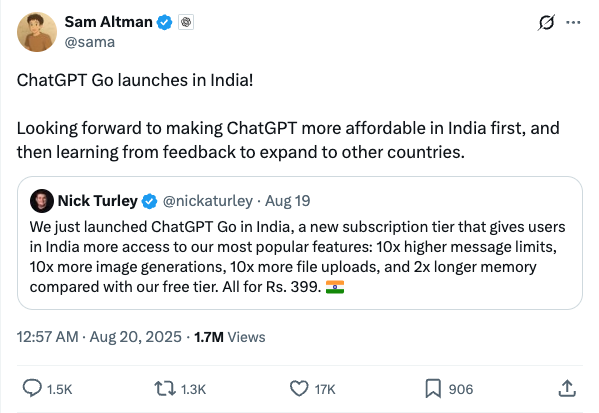 Sam Altman
@sama
ChatGPT Go launches in India!
Looking forward to making ChatGPT more affordable in India first, and
then learning from feedback to expand to other countries.
Nick Turley @nickaturley · Aug 19
We just launched ChatGPT Go in India, a new subscription tier that gives users
in India more access to our most popular features: 10x higher message limits,
10x more image generations, 10x more file uploads, and 2x longer memory
compared with our free tier. All for Rs. 399. 🇮🇳
12:57 AM · Aug 20, 2025 · 1.7M Views
1.5K 1.3K 17K 906